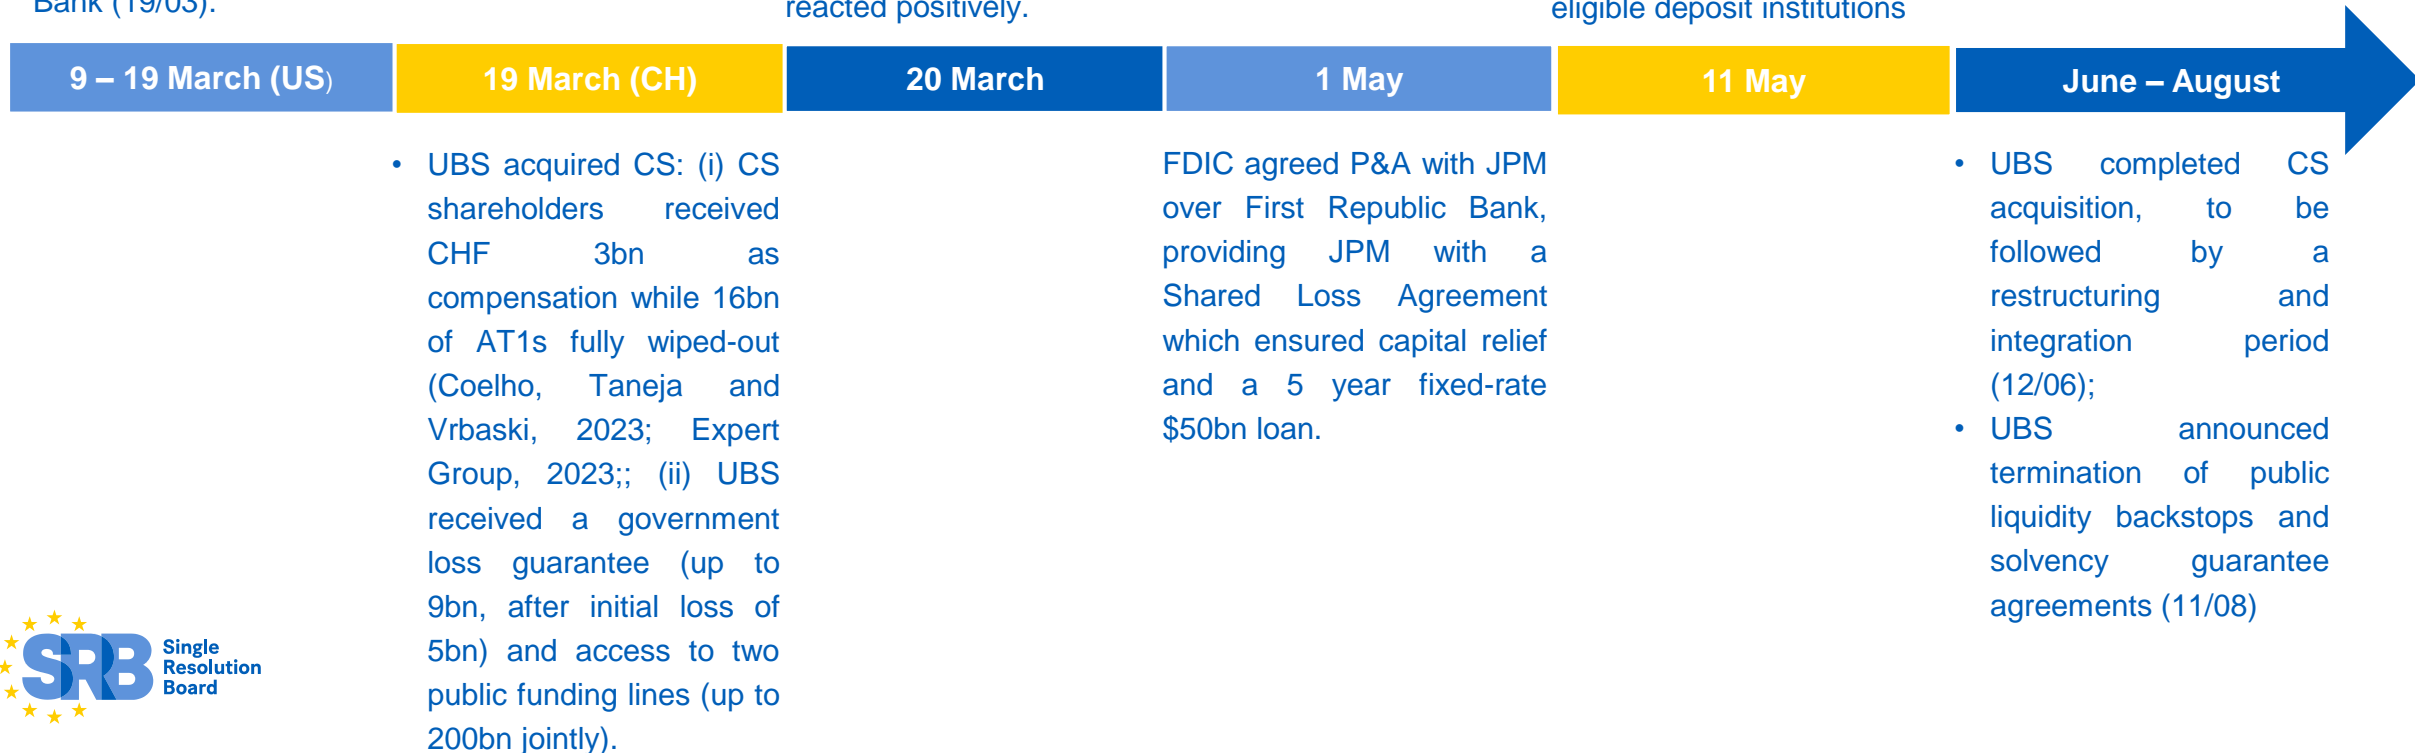 Bank (19/03).
reacted positively.
eligible deposit institutions
9 – 19 March (US)
19 March (CH)
20 March
1 May
11 May
June – August
• UBS acquired CS: (i) CS
shareholders received
CHF 3bn as
compensation while 16bn
of AT1s fully wiped-out
(Coelho, Taneja and
Vrbaski, 2023; Expert
Group, 2023;; (ii) UBS
received a government
loss guarantee (up to
9bn, after initial loss of
5bn) and access to two
public funding lines (up to
200bn jointly).
FDIC agreed P&A with JPM
over First Republic Bank,
providing JPM with a
Shared Loss Agreement
which ensured capital relief
and a 5 year fixed-rate
$50bn loan.
• UBS completed CS
acquisition, to be
followed by a
restructuring and
integration period
(12/06);
• UBS announced
termination of public
liquidity backstops and
solvency guarantee
agreements (11/08)
SRB
Single
Resolution
Board